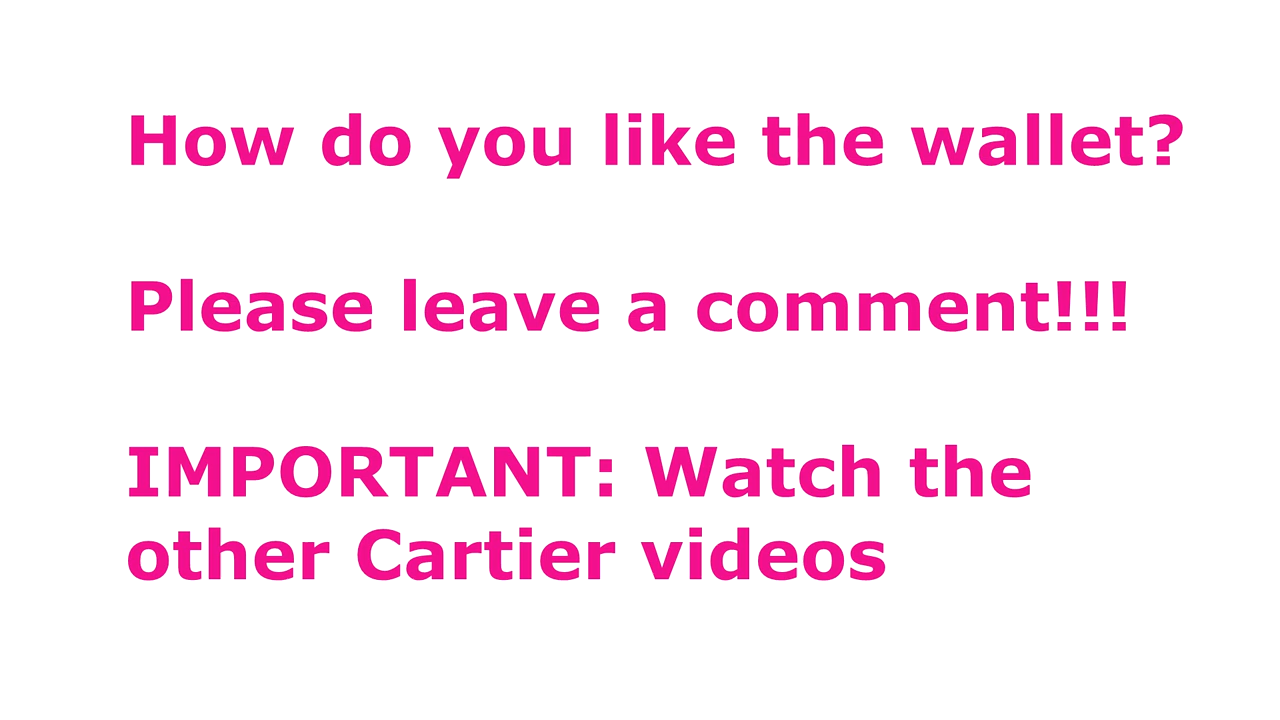 How do you like the wallet?
Please leave a comment!!!
IMPORTANT: Watch the
other Cartier videos